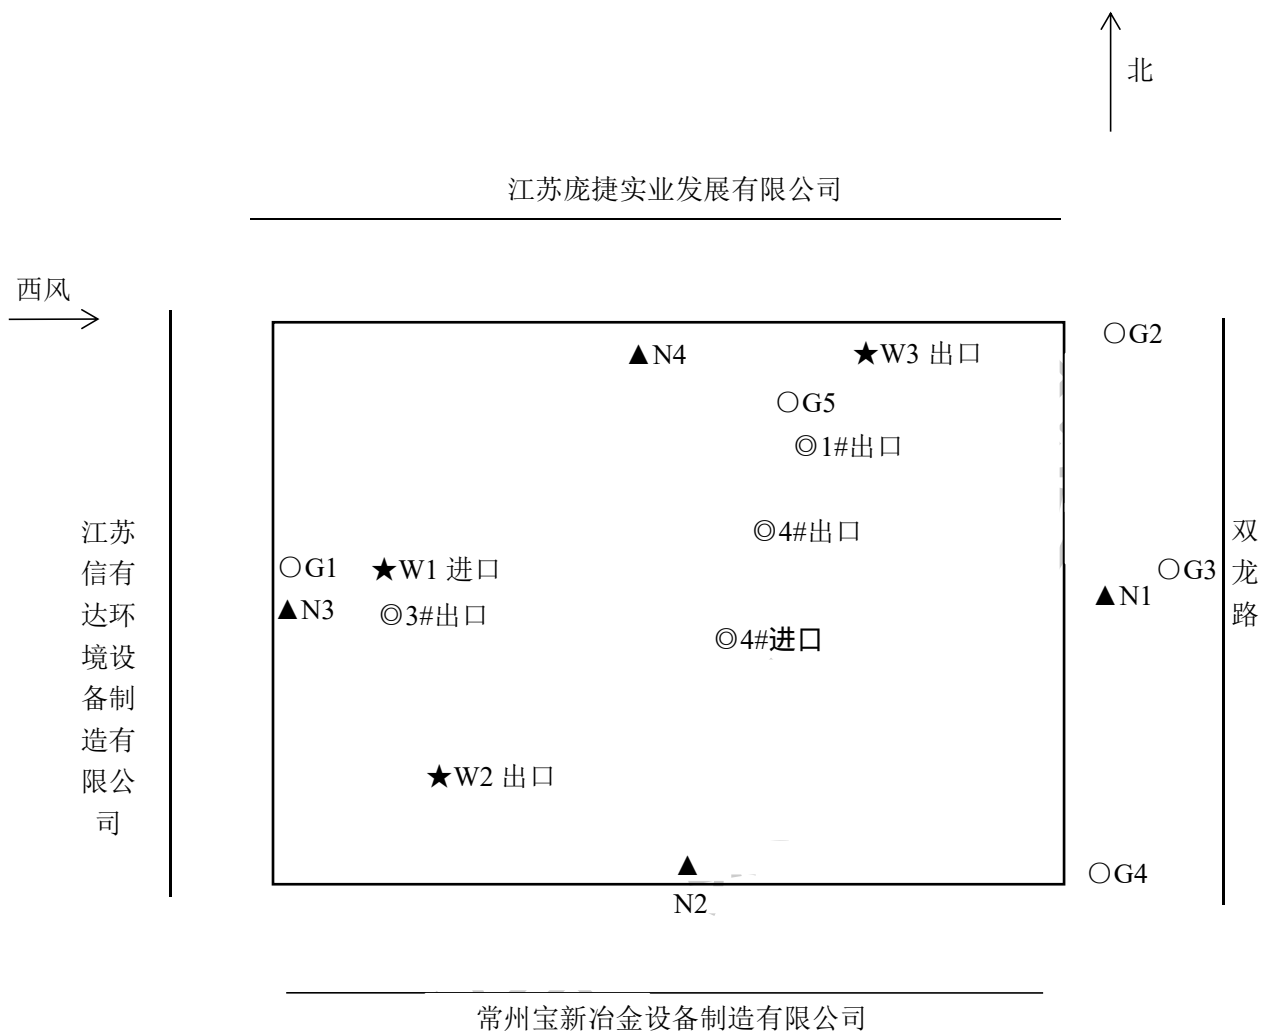 北
江苏庞捷实业发展有限公司
西风
○G2
▲N4
★W3 出口
○G5
◎1#出口
◎4#出口
江苏
信有
达环
境设
备制
造有
限公
司
○G1
★W1 进口
▲N3
◎3#出口
◎4#进口
○G3
▲N1
双
龙
路
★W2 出口
▲
N2
○G4
常州宝新冶金设备制造有限公司